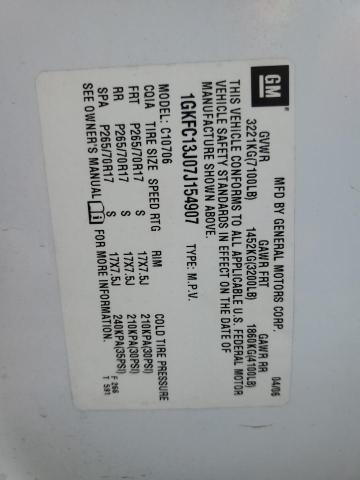 GM
MFD BY GENERAL MOTORS CORP. 04/06
GVWR GAWR FRT GAWR RR
3221KG(7100LB) 1452KG(3200LB) 1860KG(4100LB)
THIS VEHICLE CONFORMS TO ALL APPLICABLE U.S. FEDERAL MOTOR
VEHICLE SAFETY STANDARDS IN EFFECT ON THE DATE OF
MANUFACTURE SHOWN ABOVE.
1GKFC13J07J154907 TYPE: M.P.V.
MODEL: C10706
CQIA TIRE SIZE SPEED RTG RIM COLD TIRE PRESSURE
FRT P265/70R17 S 17X7.5J 210KPA(30PSI)
RR P265/70R17 S 17X7.5J 210KPA(30PSI)
SPA P265/70R17 S 17X7.5J 240KPA(35PSI)
SEE OWNER'S MANUAL i FOR MORE INFORMATION.
F 266
T 591